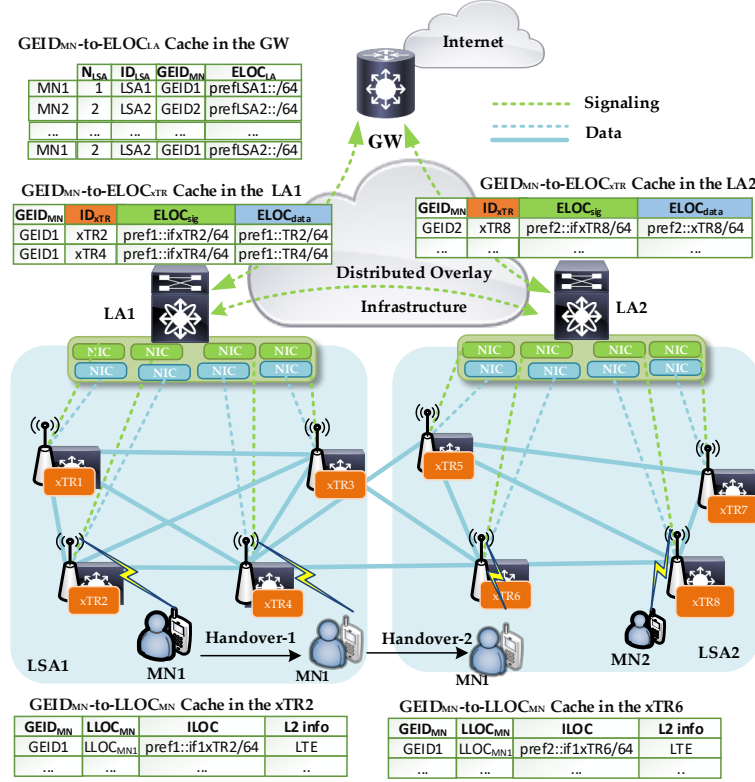 Internet
GEIDMN-to-ELOCLA Cache in the GW
NLSA IDLSA GEIDMN ELOCLA
MN1 1 LSA1 GEID1 prefLSA1::/64
MN2 2 LSA2 GEID2 prefLSA2::/64
... ... ... ... ...
MN1 2 LSA2 GEID1 prefLSA2::/64
GW
Signaling
Data
GEIDMN-to-ELOCxTR Cache in the LA1
GEIDMN IDxTR ELOCsig ELOCdata
GEID1 xTR2 pref1::ifxTR2/64 pref1::TR2/64
GEID1 xTR4 pref1::ifxTR4/64 pref1::TR4/64
GEIDMN-to-ELOCxTR Cache in the LA2
GEIDMN IDxTR ELOCsig ELOCdata
GEID2 xTR8 pref2::ifxTR8/64 pref2::xTR8/64
... ... ... ...
Distributed Overlay
Infrastructure
LA1
LA2
NIC NIC NIC NIC
NIC NIC NIC NIC
NIC NIC NIC NIC
NIC NIC NIC NIC
xTR1
xTR3
xTR5
xTR7
xTR2
xTR4
xTR6
xTR8
LSA1
MN1
Handover-1
MN1
Handover-2
MN1
MN2
LSA2
GEIDMN-to-LLOCMN Cache in the xTR2
GEIDMN LLOCMN ILOC L2 info
GEID1 LLOCMN1 pref1::if1xTR2/64 LTE
... ... ... ..
GEIDMN-to-LLOCMN Cache in the xTR6
GEIDMN LLOCMN ILOC L2 info
GEID1 LLOCMN1 pref2::if1xTR6/64 LTE
... ... ... ..